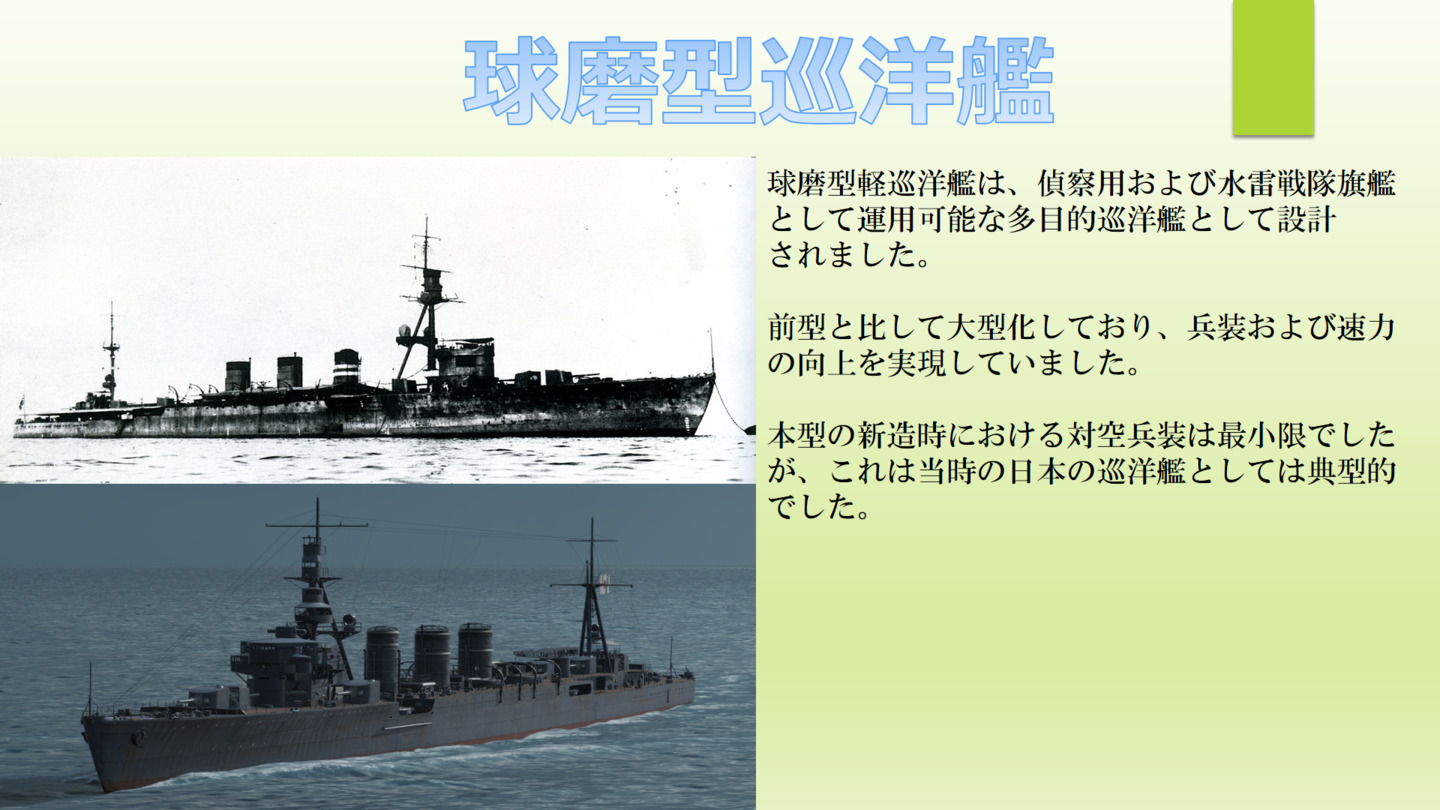 球磨型巡洋艦
球磨型軽巡洋艦は、偵察用および水雷戦隊旗艦
として運用可能な多目的巡洋艦として設計
されました。
前型と比して大型化しており、兵装および速力
の向上を実現していました。
本型の新造時における対空兵装は最小限でした
が、これは当時の日本の巡洋艦としては典型的
でした。